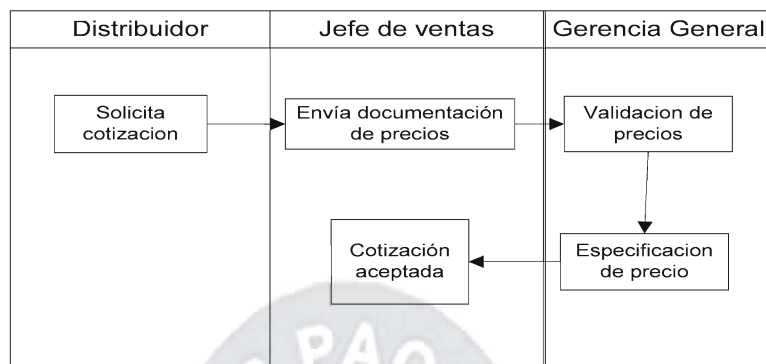 Distribuidor
Jefe de ventas
Gerencia General
Solicita
cotizacion
Envía documentación
de precios
Validacion de
precios
Cotización
aceptada
Especificacion
de precio
PAO